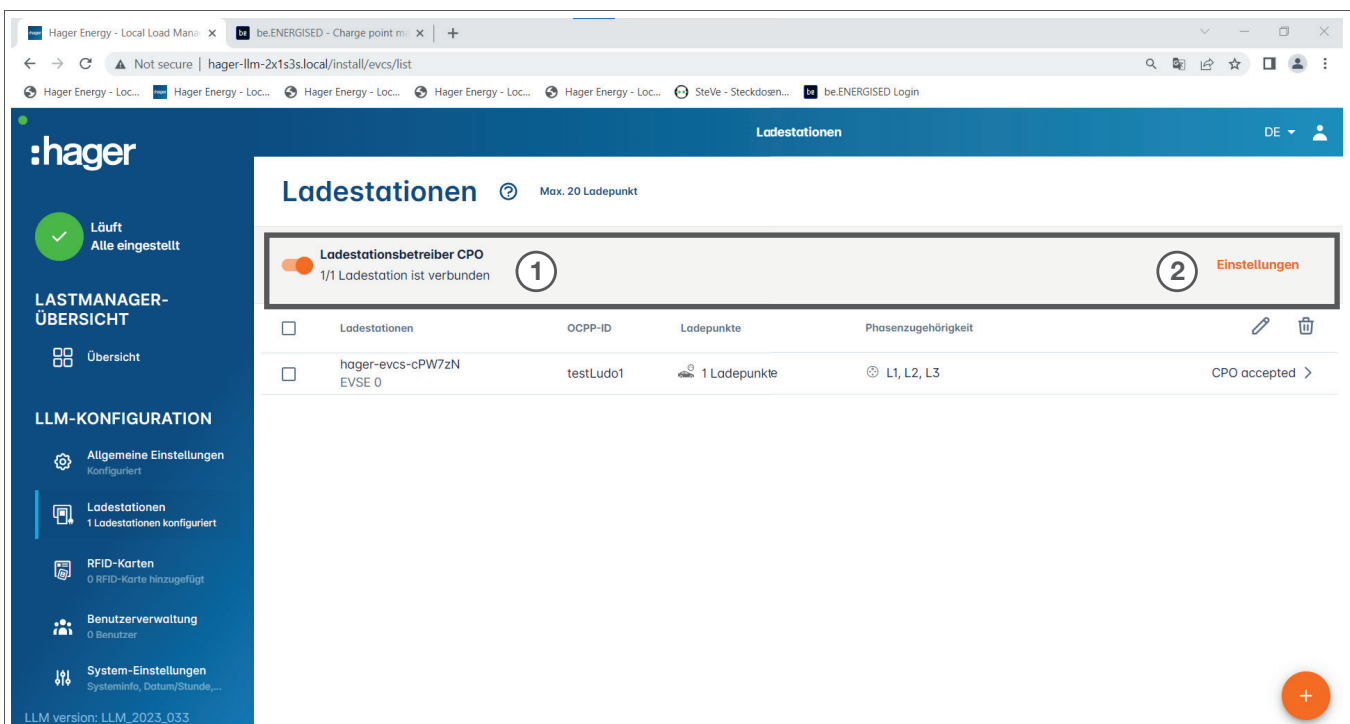 Hager Energy - Local Load Mana
be.ENERGISED - Charge point m
Not secure | hager-llm-2x1s3s.local/install/evcs/list
Hager Energy - Loc... Hager Energy - Loc... Hager Energy - Loc... Hager Energy - Loc... Hager Energy - Loc... SteVe - Steckdosen... be.ENERGISED Login
:hager
Ladestationen
DE
Ladestationen
Max. 20 Ladepunkt
Läuft
Alle eingestellt
Ladestationsbetreiber CPO
1/1 Ladestation ist verbunden
1
2
Einstellungen
LASTMANAGER-
ÜBERSICHT
Übersicht
Ladestationen OCPP-ID Ladepunkte Phasenzugehörigkeit
hager-evcs-cPW7zN
EVSE 0
testLudo1
1 Ladepunkte
L1, L2, L3
CPO accepted
LLM-KONFIGURATION
Allgemeine Einstellungen
Konfiguriert
Ladestationen
1 Ladestationen konfiguriert
RFID-Karten
0 RFID-Karte hinzugefügt
Benutzerverwaltung
0 Benutzer
System-Einstellungen
Systeminfo, Datum/Stunde,...
LLM version: LLM_2023_033